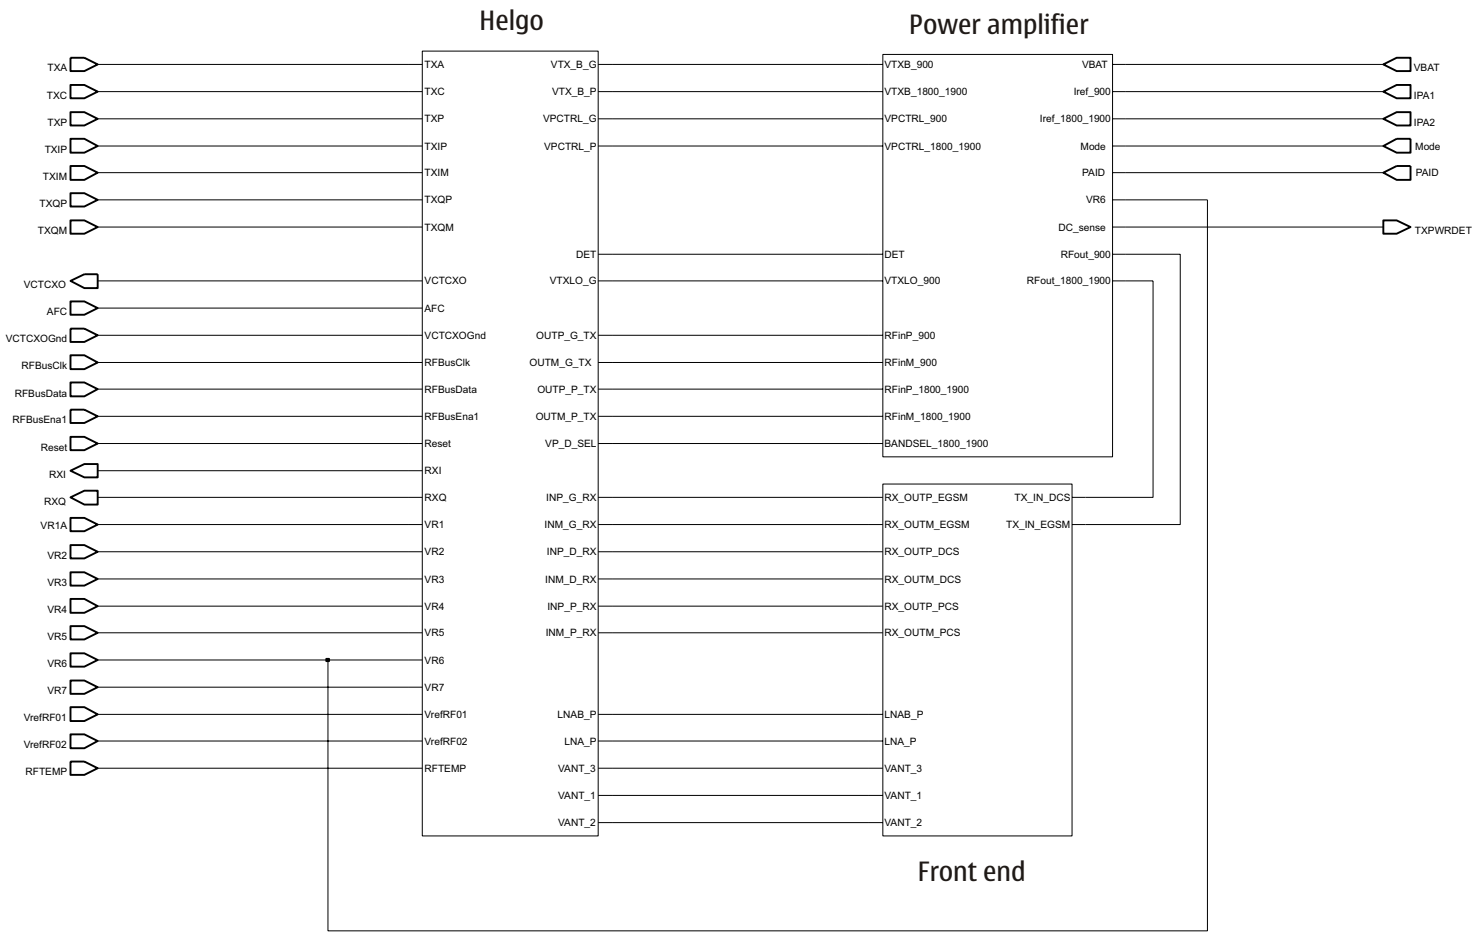 Helgo
Power amplifier
TXA TXA VTX_B_G VTXB_900 VBAT VBAT
TXC TXC VTX_B_P VTXB_1800_1900 Iref_900 IPA1
TXP TXP VPCTRL_G VPCTRL_900 Iref_1800_1900 IPA2
TXIP TXIP VPCTRL_P VPCTRL_1800_1900 Mode Mode
TXIM TXIM PAID PAID
TXQP TXQP VR6
TXQM TXQM DC_sense TXPWRDET
DET DET RFout_900
VCTCXO VCTCXO VTXLO_G VTXLO_900 RFout_1800_1900
AFC AFC
VCTCXOGnd VCTCXOGnd OUTP_G_TX RFinP_900
RFBusClk RFBusClk OUTM_G_TX RFinM_900
RFBusData RFBusData OUTP_P_TX RFinP_1800_1900
RFBusEna1 RFBusEna1 OUTM_P_TX RFinM_1800_1900
Reset Reset VP_D_SEL BANDSEL_1800_1900
RXI RXI
RXQ RXQ INP_G_RX RX_OUTP_EGSM TX_IN_DCS
VR1A VR1 INM_G_RX RX_OUTM_EGSM TX_IN_EGSM
VR2 VR2 INP_D_RX RX_OUTP_DCS
VR3 VR3 INM_D_RX RX_OUTM_DCS
VR4 VR4 INP_P_RX RX_OUTP_PCS
VR5 VR5 INM_P_RX RX_OUTM_PCS
VR6 VR6
VR7 VR7
VrefRF01 VrefRF01 LNAB_P LNAB_P
VrefRF02 VrefRF02 LNA_P LNA_P
RFTEMP RFTEMP VANT_3 VANT_3
VANT_1 VANT_1
VANT_2 VANT_2
Front end